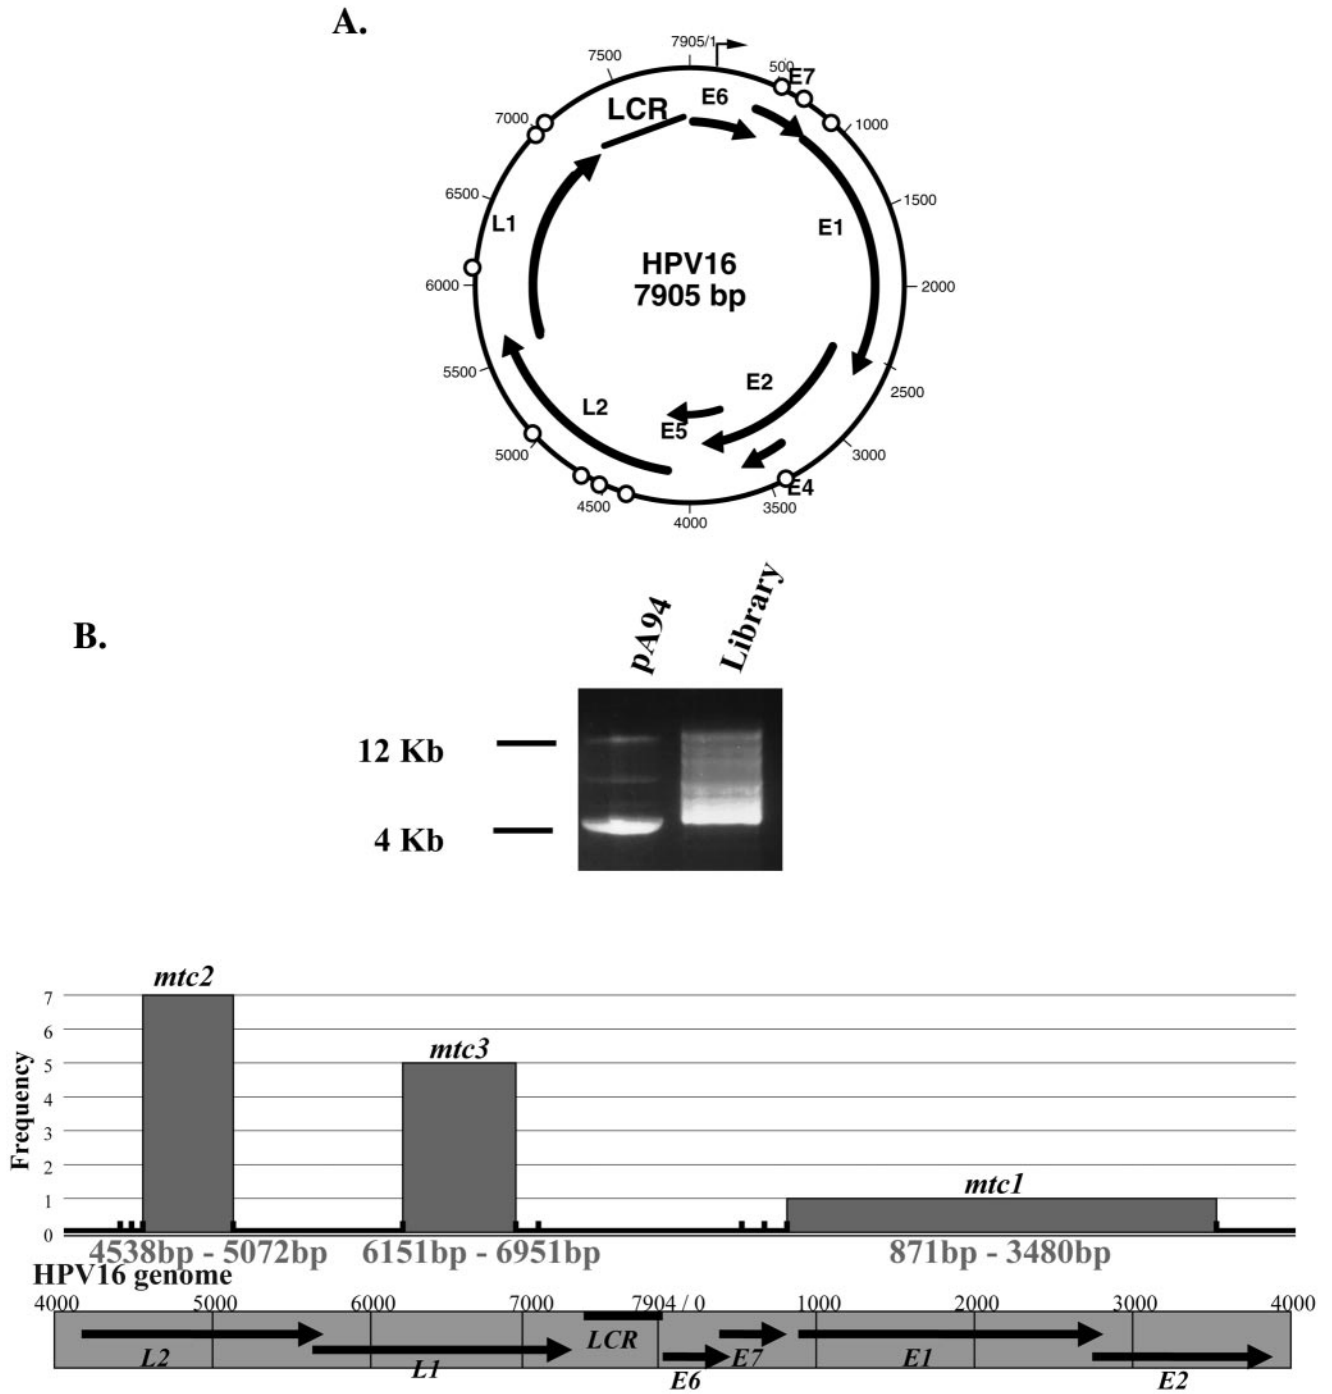 A.
7905/1
7500
500
E7
LCR
E6
7000
1000
6500
1500
L1
E1
HPV16
7905 bp
6000
2000
5500
2500
E2
L2
E5
5000
3000
E4
4500
3500
4000
B.
pA94
Library
12 Kb
4 Kb
mtc2
7
6
mtc3
5
4
Frequency
3
2
mtc1
1
0
4538bp - 5072bp
6151bp - 6951bp
871bp - 3480bp
HPV16 genome
4000 5000 6000 7000 7904 / 0 1000 2000 3000 4000
L2 L1 LCR E6 E7 E1 E2